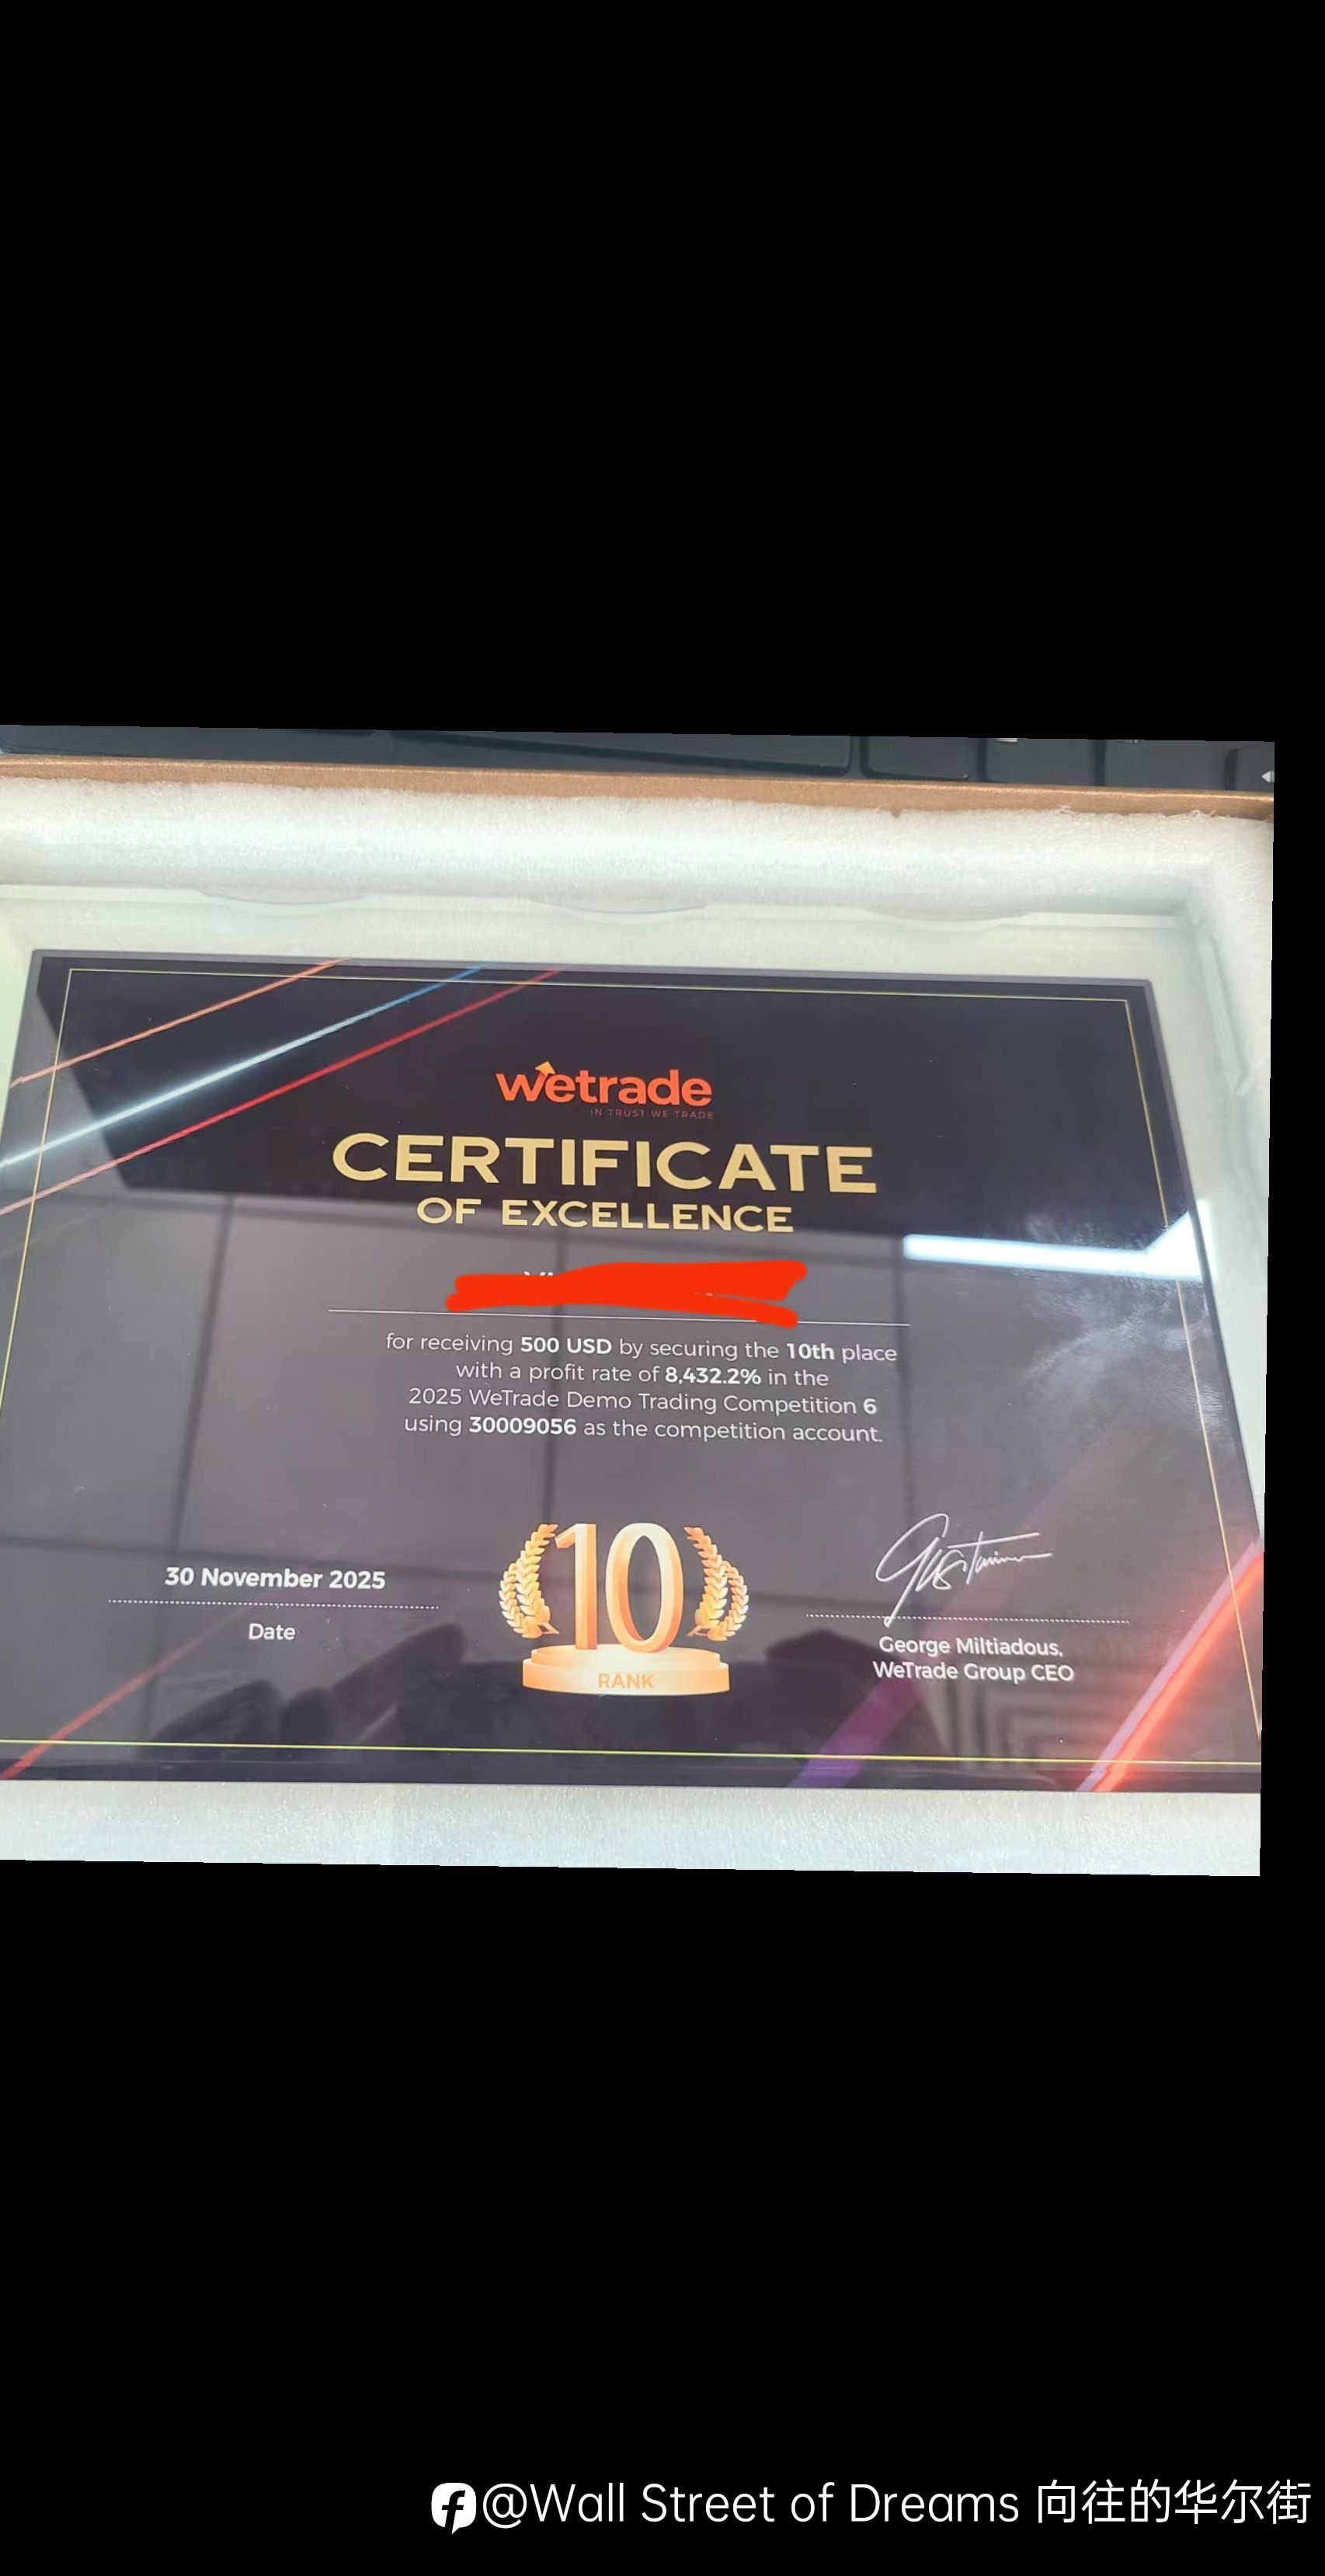 wetrade
IN TRUST WE TRADE
CERTIFICATE
OF EXCELLENCE
for receiving 500 USD by securing the 10th place
with a profit rate of 8,432.2% in the
2025 WeTrade Demo Trading Competition 6
using 30009056 as the competition account.
30 November 2025
Date
10
RANK
George Miltiadous,
WeTrade Group CEO
@Wall Street of Dreams 向往的华尔街